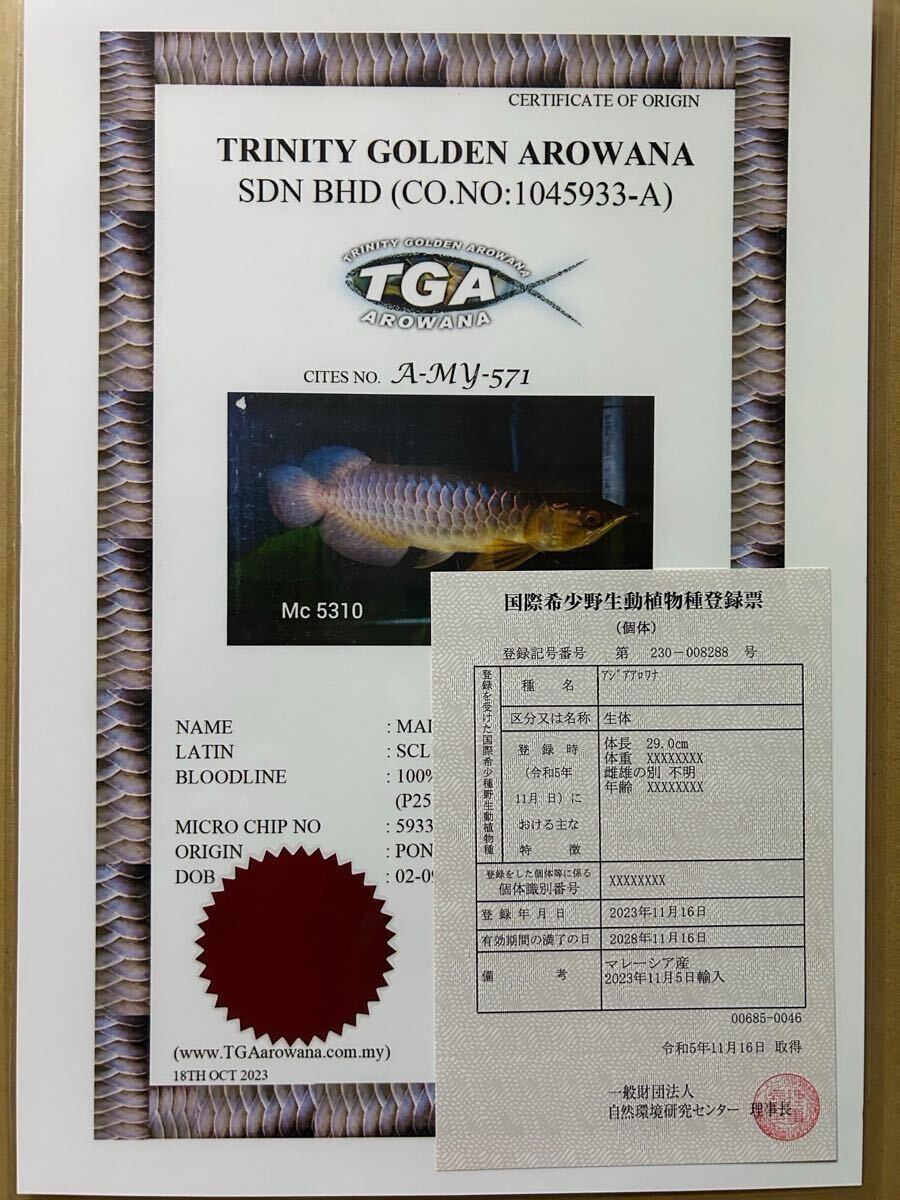 CERTIFICATE OF ORIGIN
TRINITY GOLDEN AROWANA
SDN BHD (CO.NO:1045933-A)
TRINITY GOLDEN AROWANA
TGA
AROWANA
CITES NO. A-MY-571
Mc 5310
NAME : MAL
LATIN : SCL
BLOODLINE : 100%
(P25
MICRO CHIP NO : 5933
ORIGIN : PON
DOB : 02-09
(www.TGAarowana.com.my)
18TH OCT 2023
国際希少野生動植物種登録票
(個体)
登録記号番号 第 230-008288 号
登録を受けた国際希少種野生動植物種
種 名 アジアアロワナ
区分又は名称 生体
登録時
(令和5年
11月 日)に
おける主な
特 徴
体長 29.0cm
体重 XXXXXXXX
雌雄の別 不明
年齢 XXXXXXXX
登録をした個体等に係る
個体識別番号 XXXXXXXX
登録年月日 2023年11月16日
有効期間の満了の日 2028年11月16日
備 考 マレーシア産
2023年11月5日輸入
00685-0046
令和5年11月16日 取得
一般財団法人
自然環境研究センター 理事長